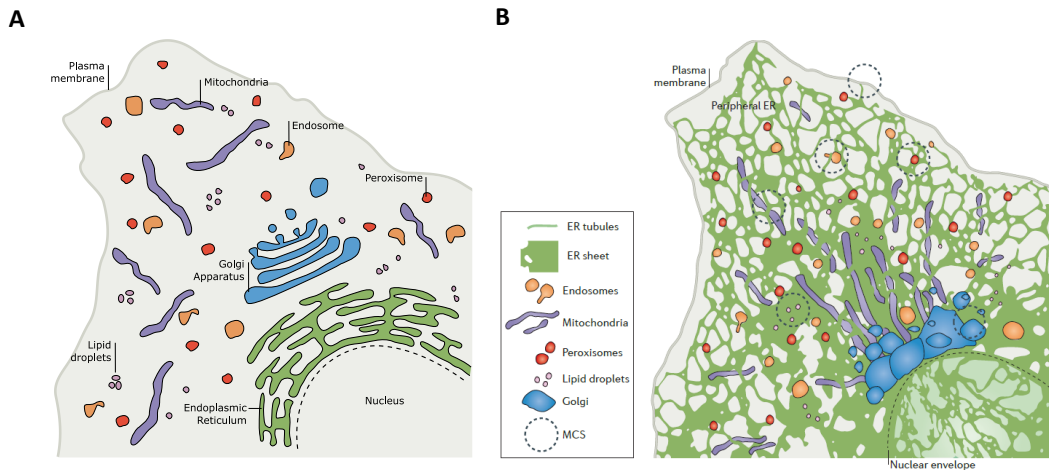 A
Plasma
membrane
Mitochondria
Endosome
Peroxisome
Golgi
Apparatus
Lipid
droplets
Endoplasmic
Reticulum
Nucleus
B
Plasma
membrane
Peripheral ER
Nuclear envelope
ER tubules
ER sheet
Endosomes
Mitochondria
Peroxisomes
Lipid droplets
Golgi
MCS